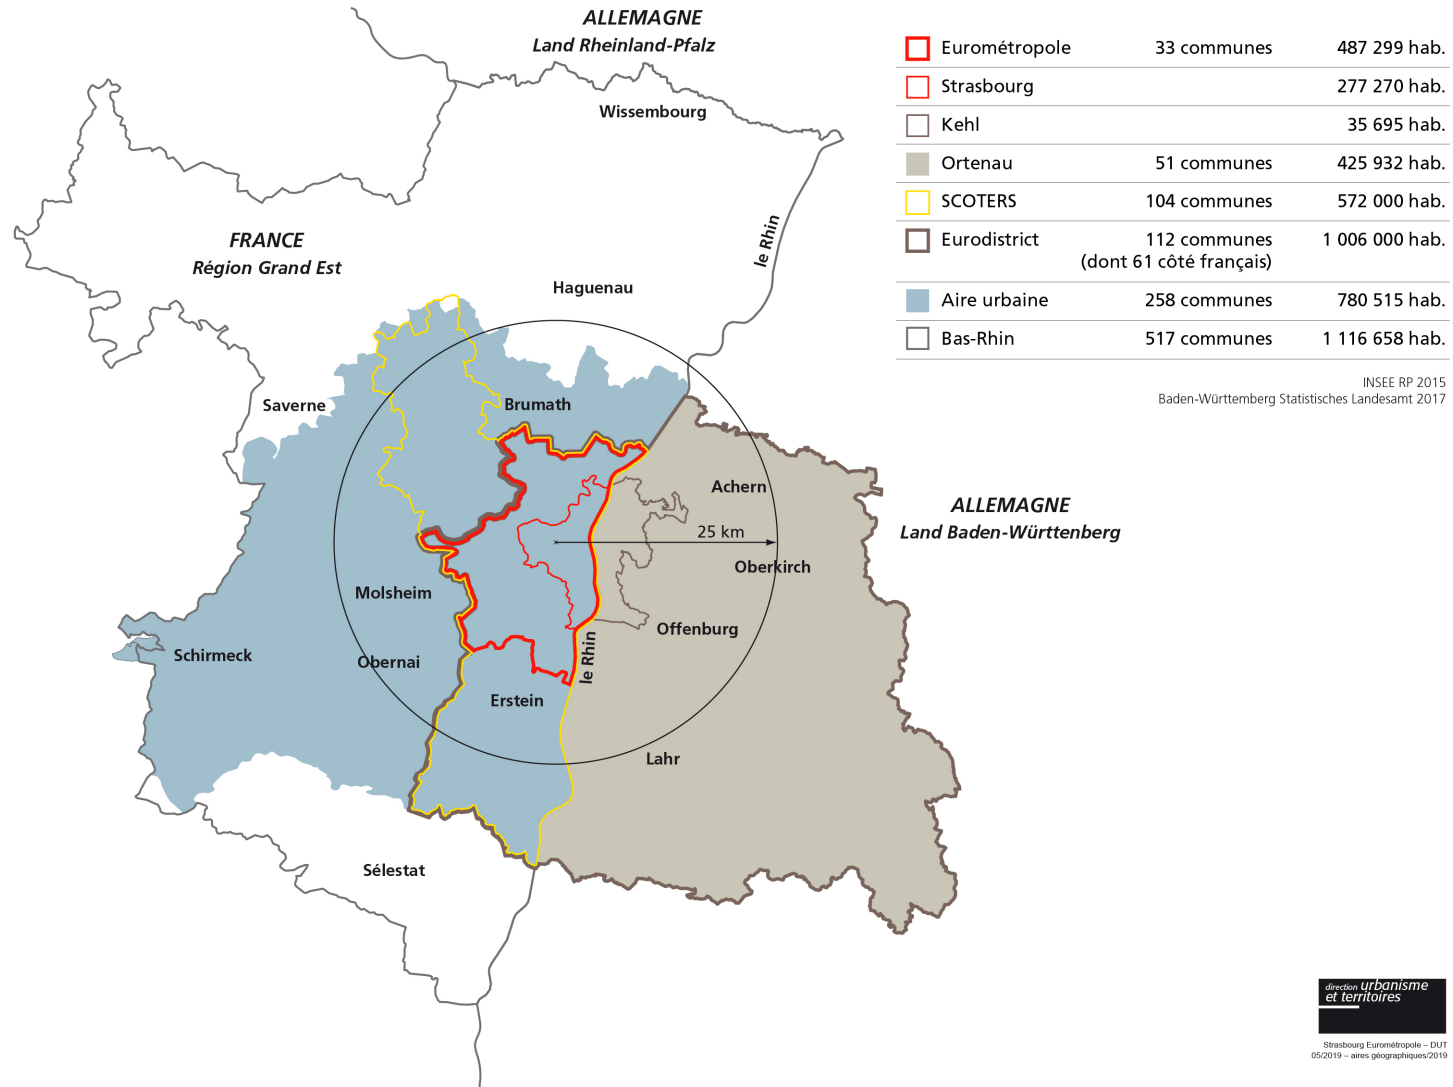 ALLEMAGNE
Land Rheinland-Pfalz
Wissembourg
FRANCE
Région Grand Est
le Rhin
Haguenau
Saverne
Brumath
Achern
ALLEMAGNE
Land Baden-Württenberg
25 km
Oberkirch
Molsheim
Offenburg
Schirmeck
Obernai
le Rhin
Erstein
Lahr
Sélestat
Eurométropole 33 communes 487 299 hab.
Strasbourg 277 270 hab.
Kehl 35 695 hab.
Ortenau 51 communes 425 932 hab.
SCOTERS 104 communes 572 000 hab.
Eurodistrict 112 communes 1 006 000 hab.
(dont 61 côté français)
Aire urbaine 258 communes 780 515 hab.
Bas-Rhin 517 communes 1 116 658 hab.
INSEE RP 2015
Baden-Württemberg Statistisches Landesamt 2017
direction urbanisme
et territoires
Strasbourg Eurométropole – DUT
05/2019 – aires géographiques/2019